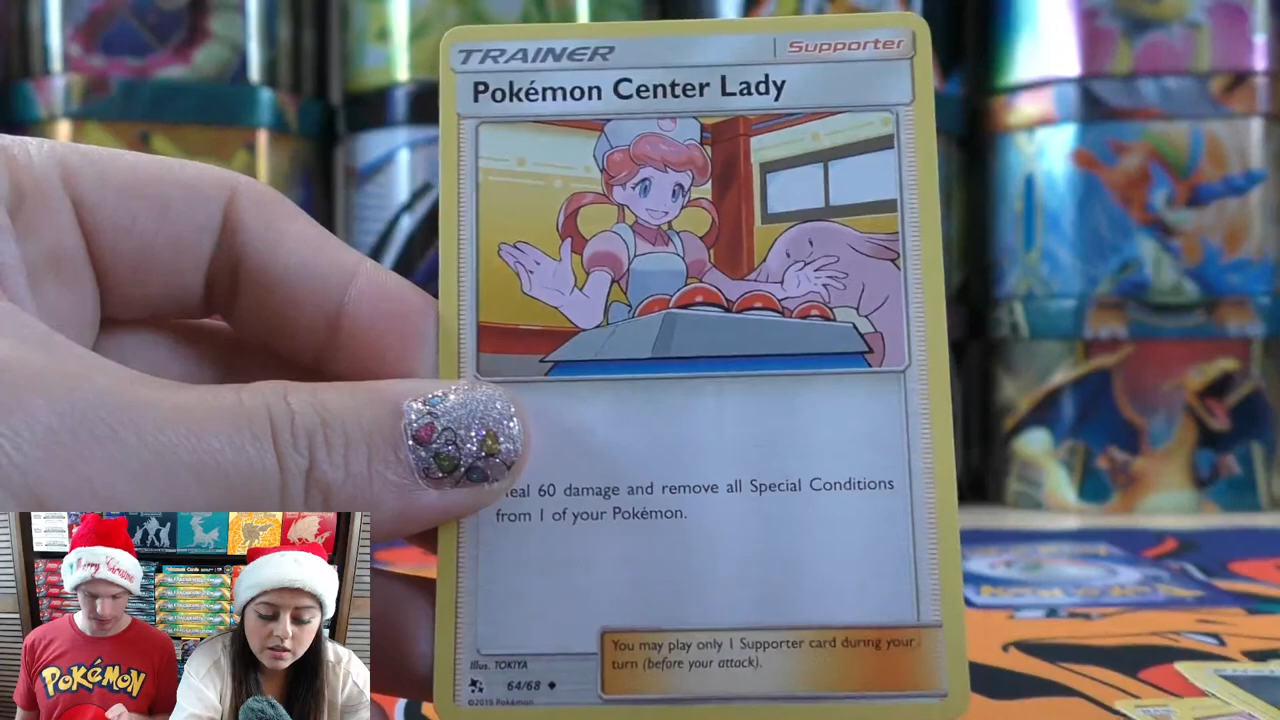 TRAINER
Supporter
Pokémon Center Lady
eal 60 damage and remove all Special Conditions
from 1 of your Pokémon.
You may play only 1 Supporter card during your
turn (before your attack).
Illus. TOKIYA
64/68
©2019 Pokémon
Merry Christmas
POKéMON